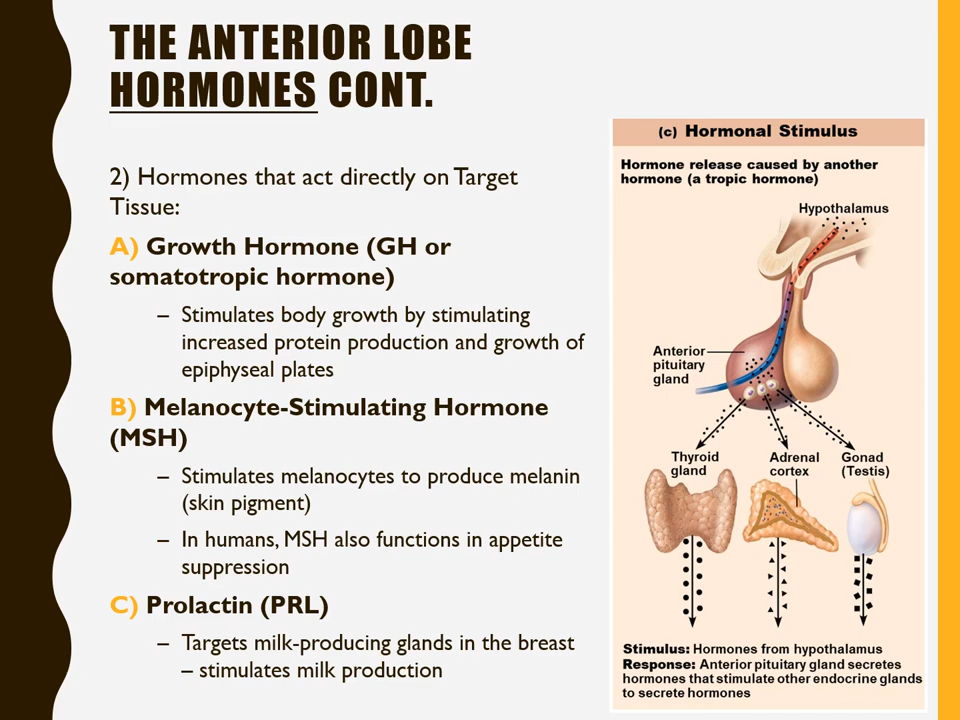 THE ANTERIOR LOBE
HORMONES CONT.
2) Hormones that act directly on Target
Tissue:
A) Growth Hormone (GH or
somatotropic hormone)
– Stimulates body growth by stimulating
increased protein production and growth of
epiphyseal plates
B) Melanocyte-Stimulating Hormone
(MSH)
– Stimulates melanocytes to produce melanin
(skin pigment)
– In humans, MSH also functions in appetite
suppression
C) Prolactin (PRL)
– Targets milk-producing glands in the breast
– stimulates milk production
(c) Hormonal Stimulus
Hormone release caused by another
hormone (a tropic hormone)
Hypothalamus
Anterior
pituitary
gland
Thyroid
gland
Adrenal
cortex
Gonad
(Testis)
Stimulus: Hormones from hypothalamus
Response: Anterior pituitary gland secretes
hormones that stimulate other endocrine glands
to secrete hormones